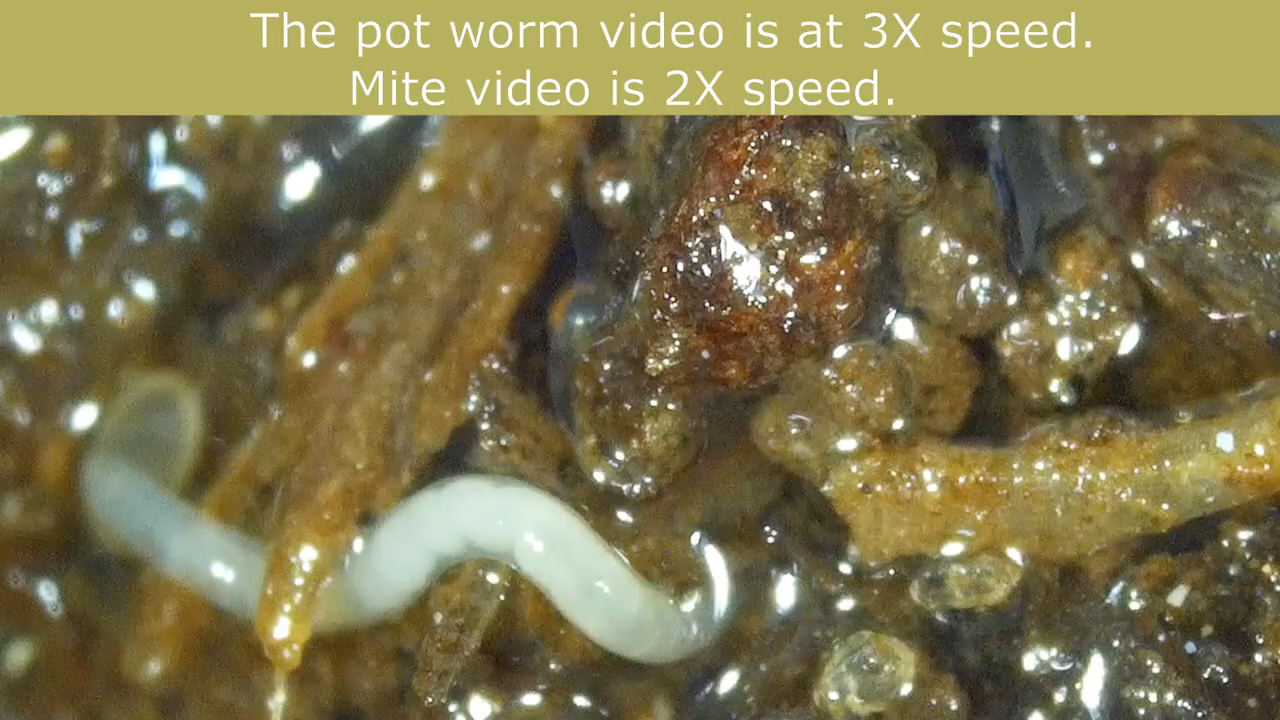 The pot worm video is at 3X speed.
Mite video is 2X speed.